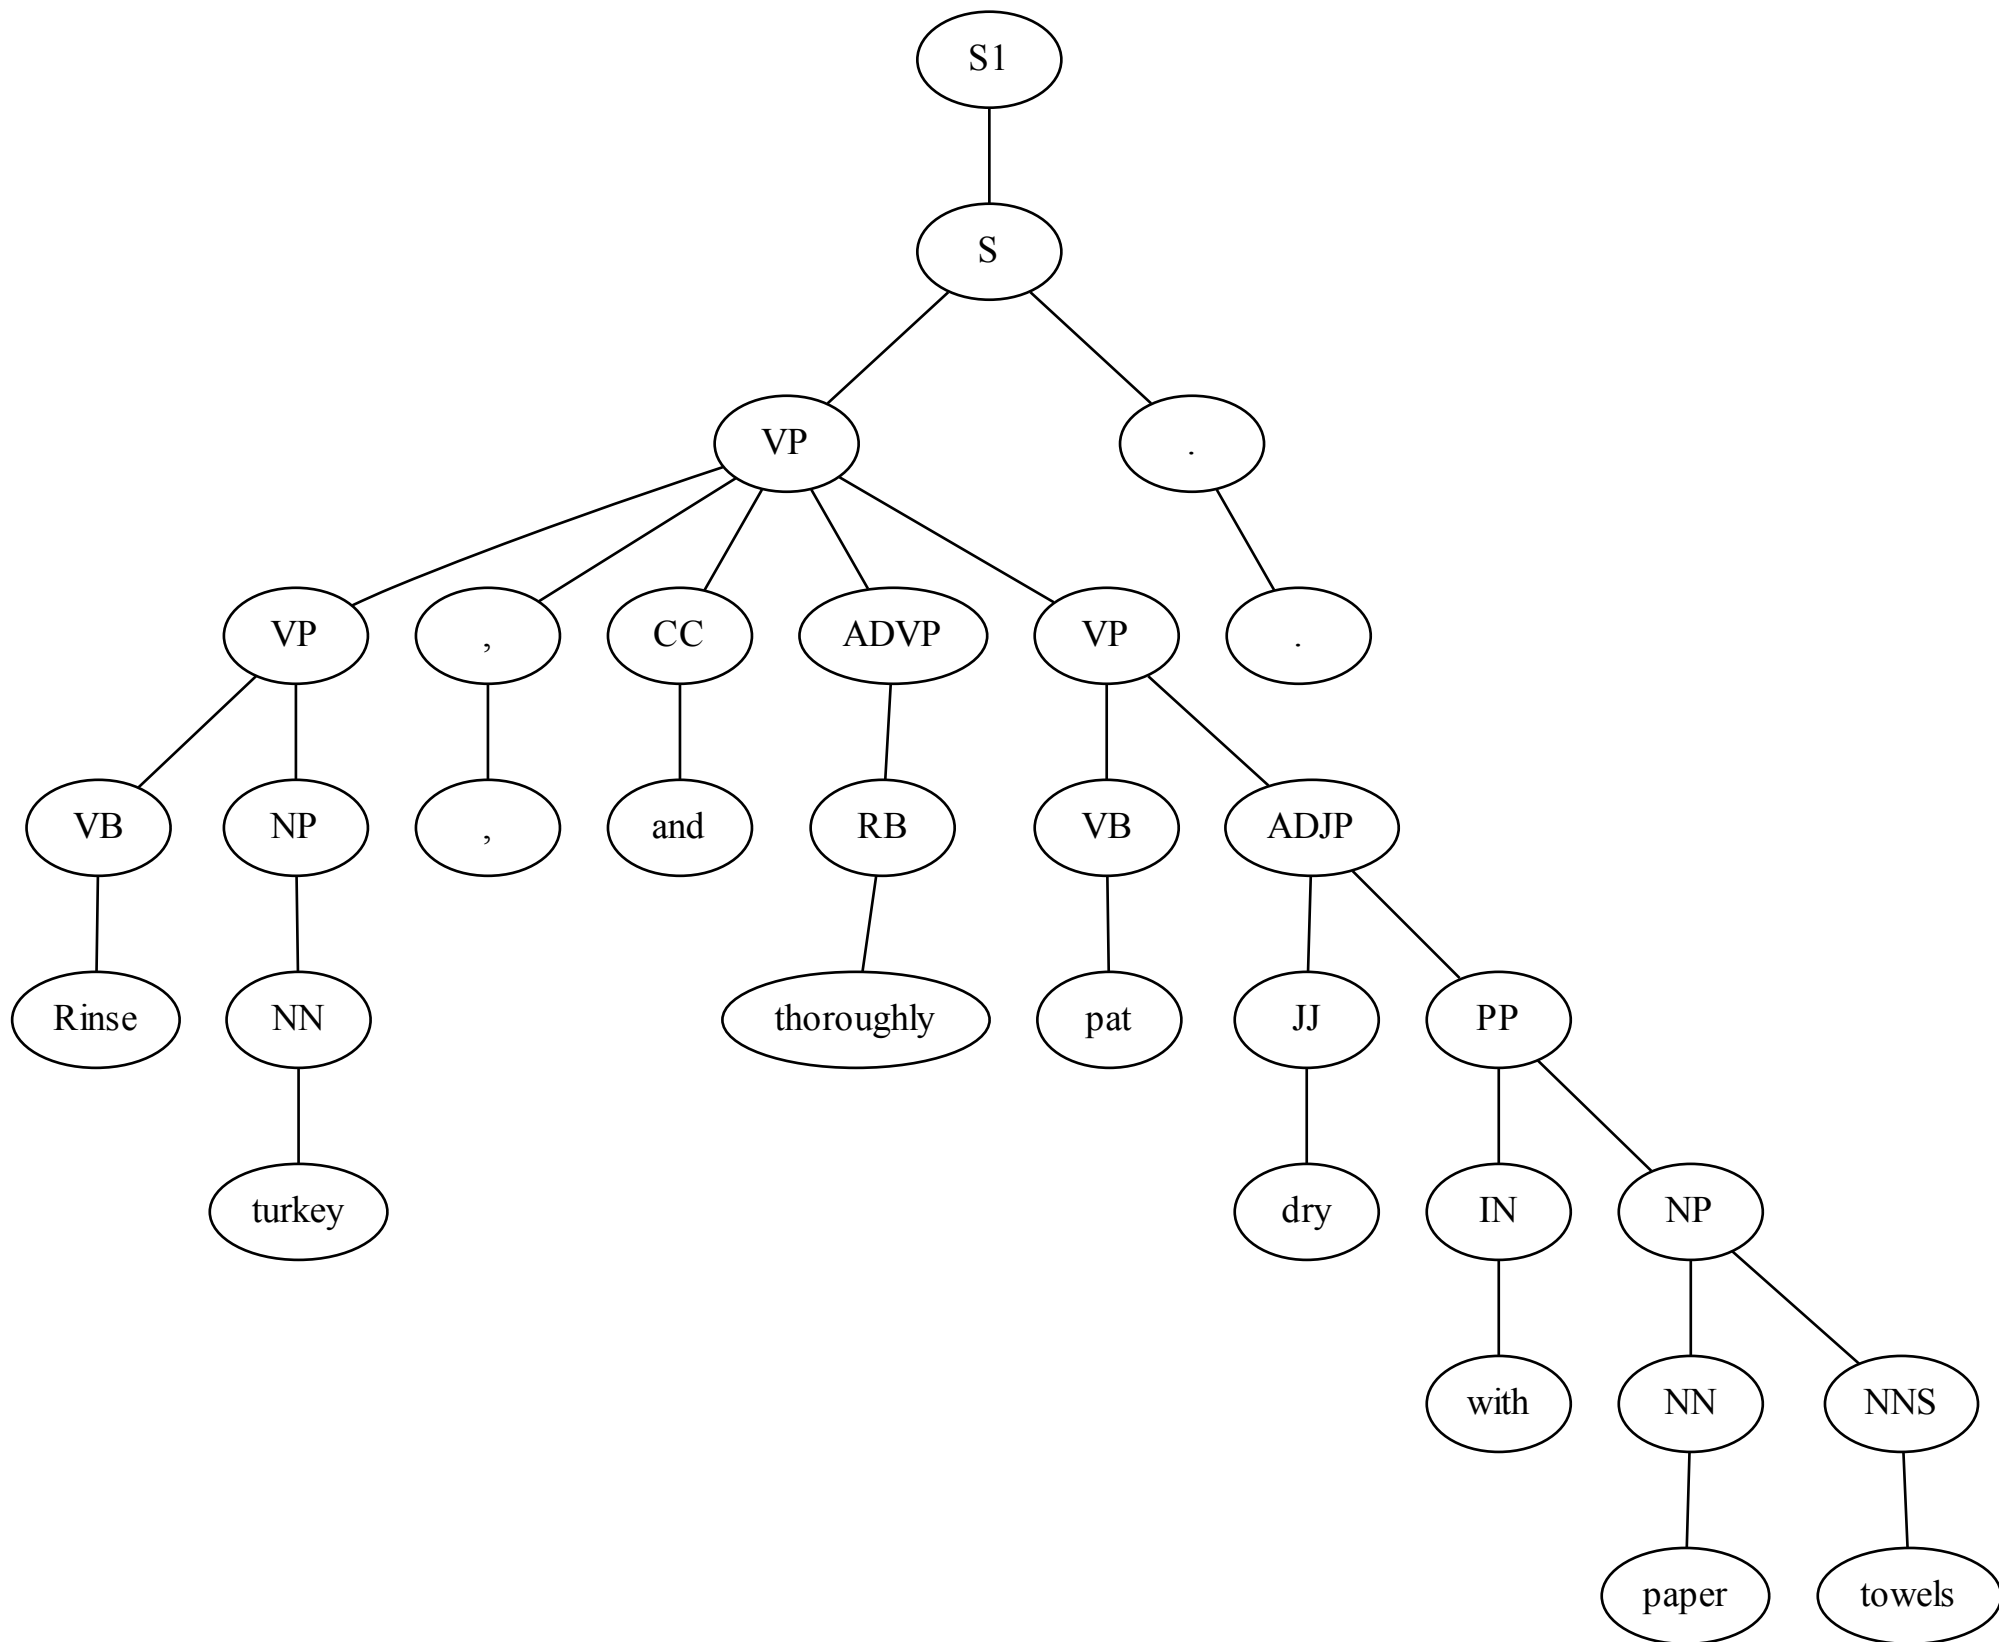 S1
S
VP .
VP , CC ADVP VP .
VB NP , and RB VB ADJP
Rinse NN thoroughly pat JJ PP
turkey dry IN NP
with NN NNS
paper towels